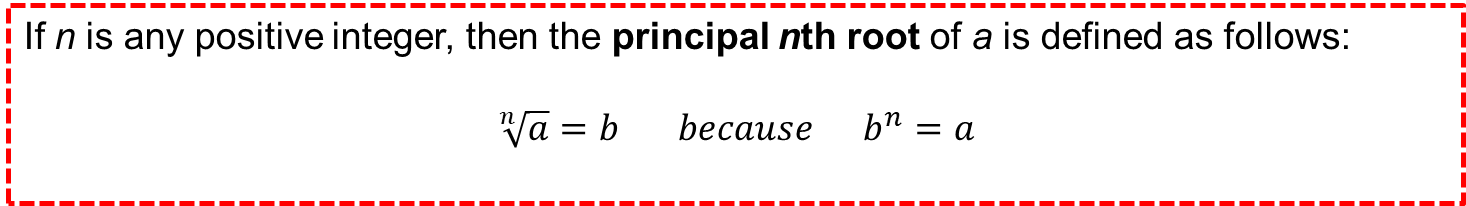 If n is any positive integer, then the principal nth root of a is defined as follows:
ⁿ√a = b because bⁿ = a